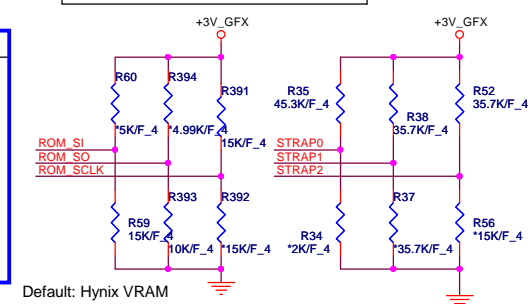 +3V_GFX
+3V_GFX
R60
R394
R391
R35
R52
45.3K/F_4
35.7K/F_4
R38
*5K/F_4
*4.99K/F_4
35.7K/F_4
15K/F_4
ROM_SI
STRAP0
ROM_SO
STRAP1
ROM_SCLK
STRAP2
R393
R392
R37
R59
R34
R56
15K/F_4
*2K/F_4
*15K/F_4
10K/F_4
*15K/F_4
*35.7K/F_4
Default: Hynix VRAM